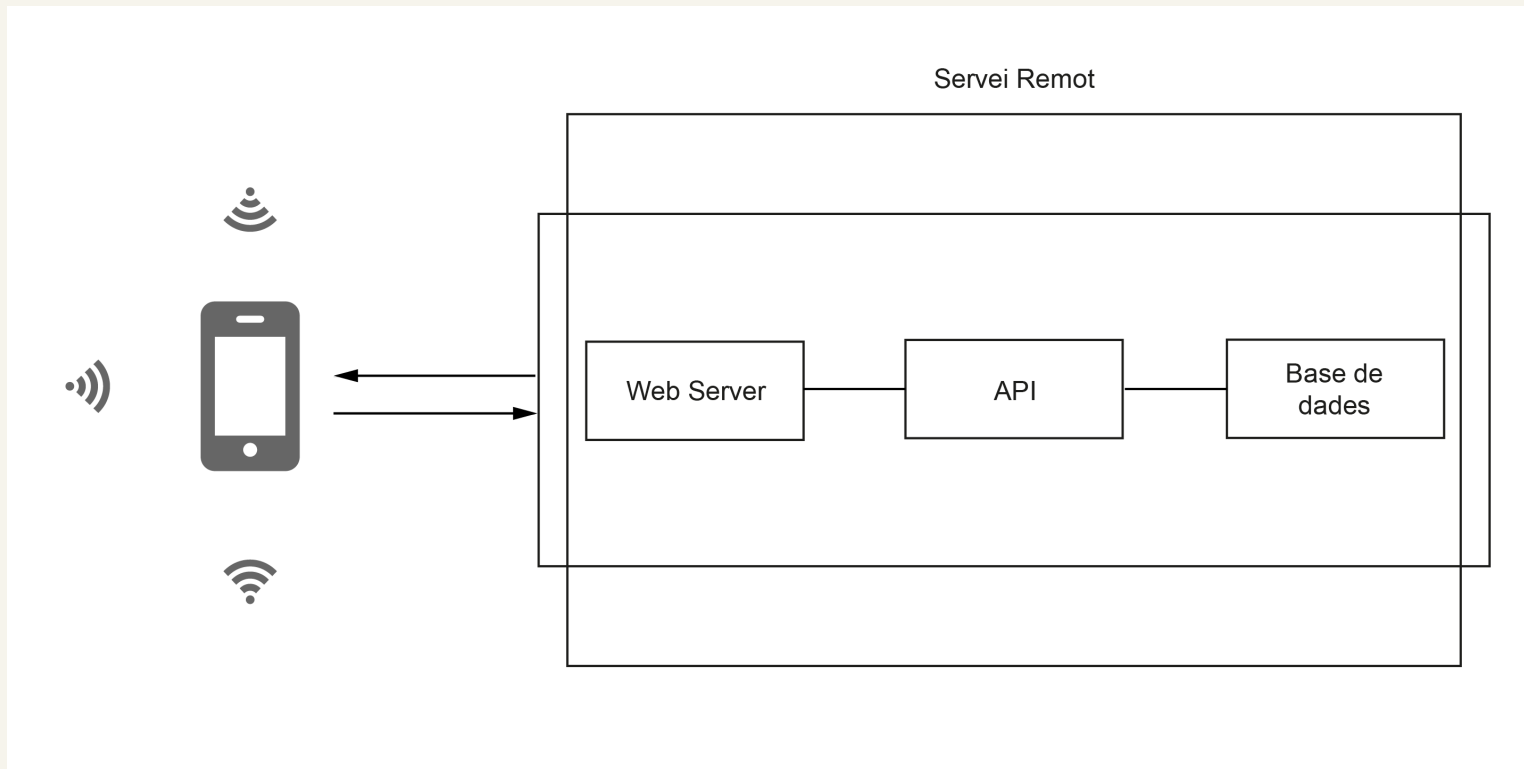 Servei Remot
Web Server
API
Base de
dades